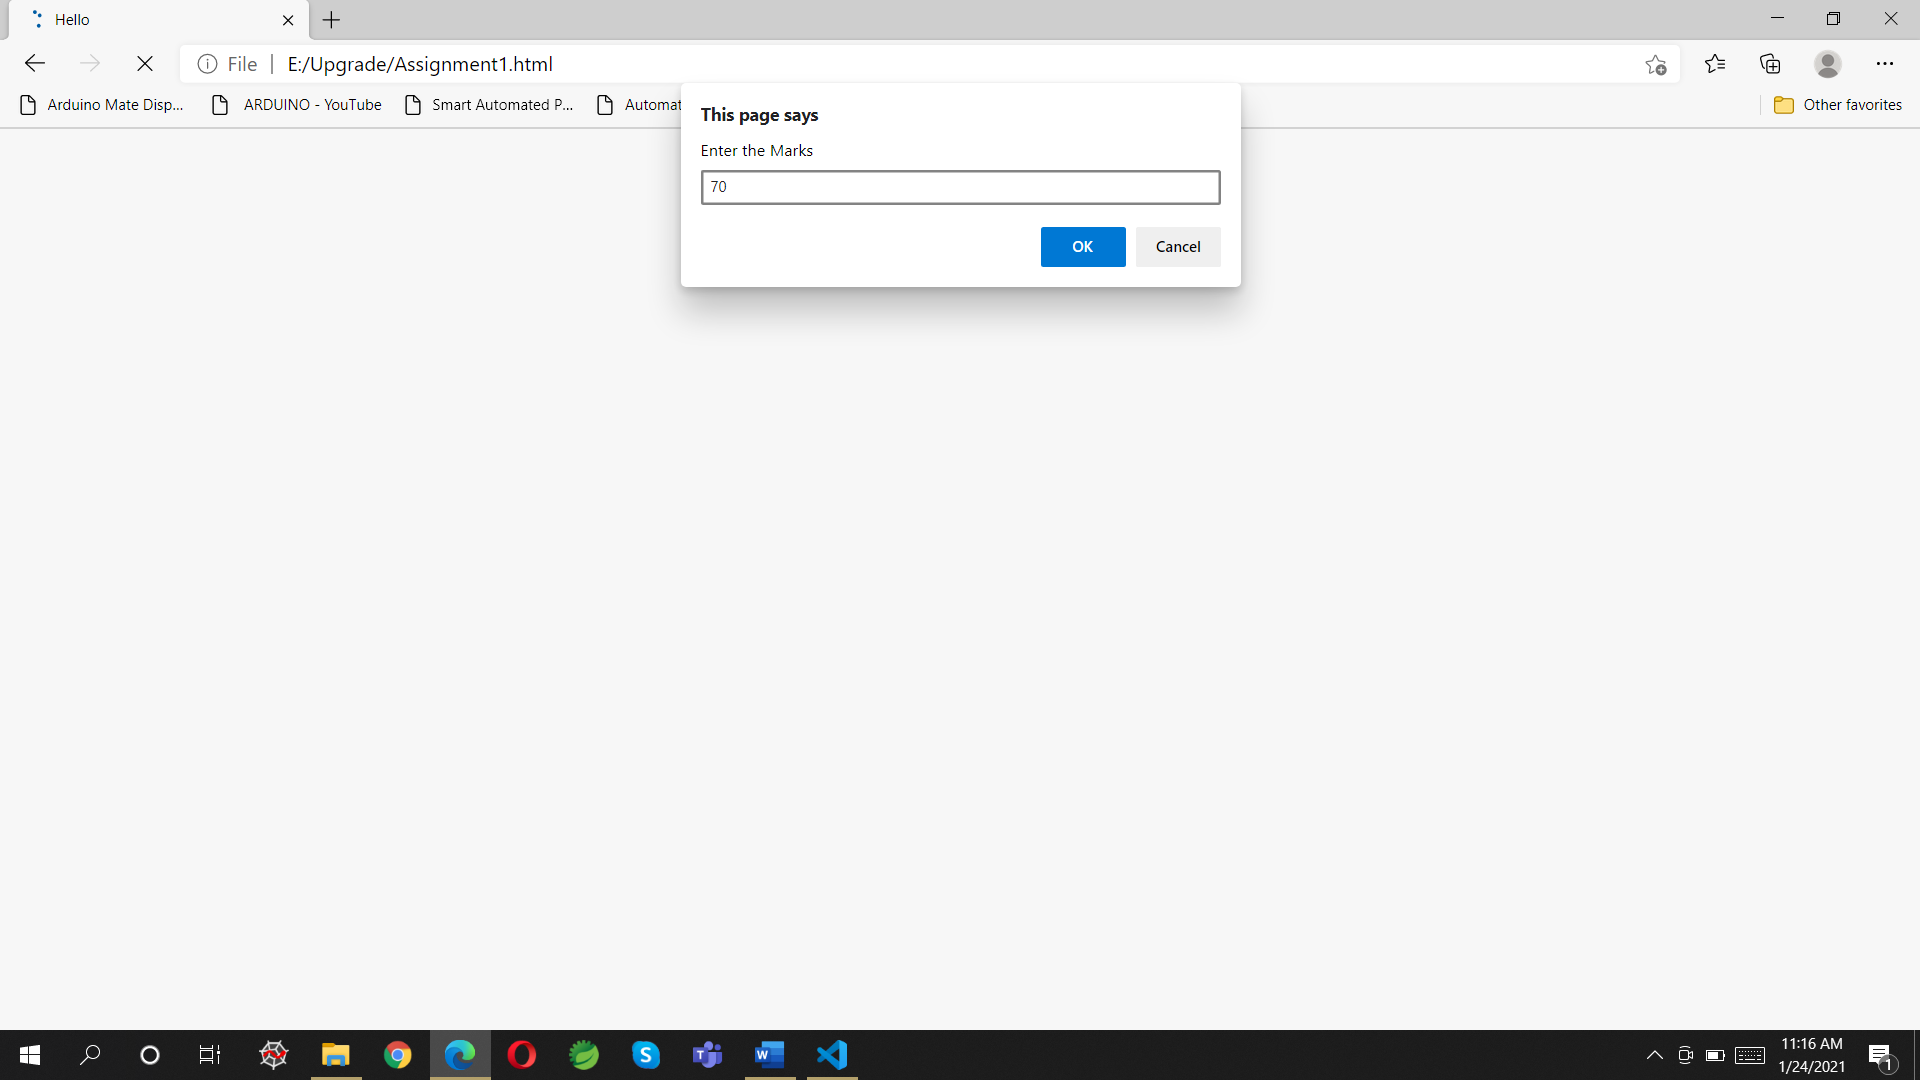 Hello
File
E:/Upgrade/Assignment1.html
Arduino Mate Disp...
ARDUINO - YouTube
Smart Automated P...
Automat
Other favorites
This page says
Enter the Marks
70
OK
Cancel
11:16 AM
1/24/2021
1